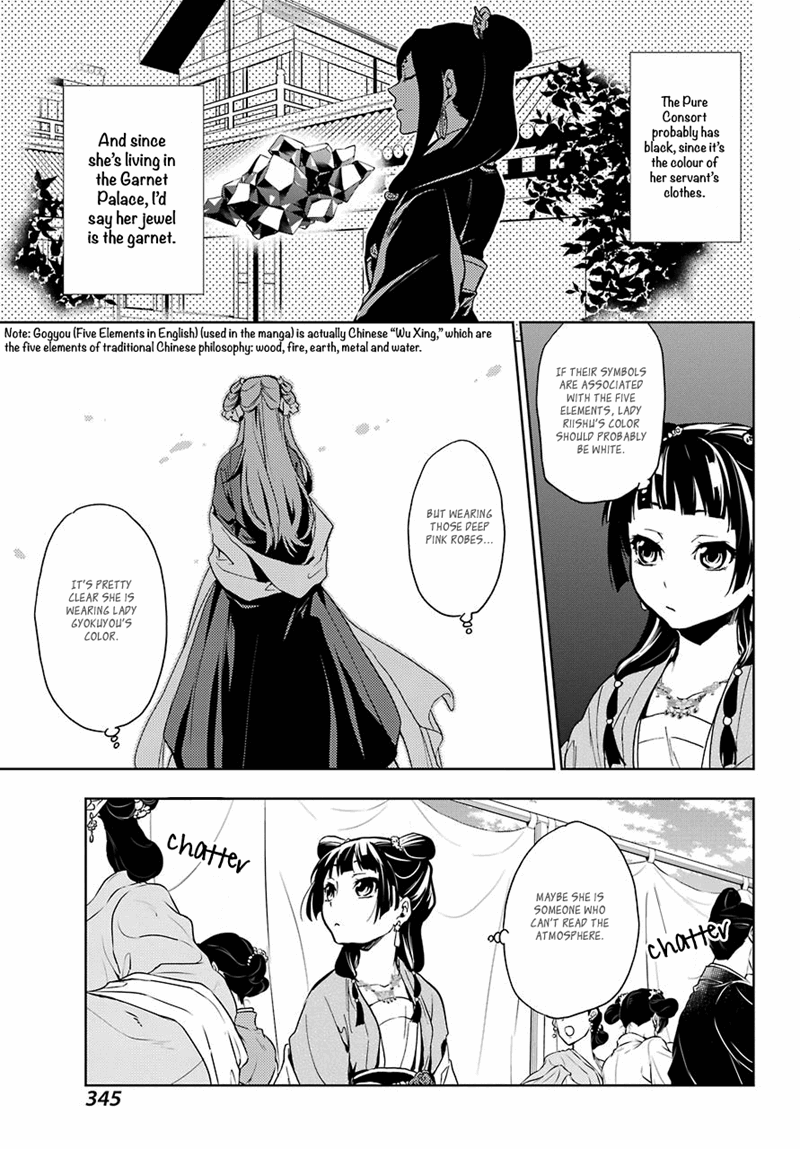 The Pure
Consort
probably has
black, since it's
the colour of
her servant's
clothes.
And since
she's living in
the Garnet
Palace, I'd
say her jewel
is the garnet.
Note: Gogyou (Five Elements in English) (used in the manga) is actually Chinese "Wu Xing," which are
the five elements of traditional Chinese philosophy: wood, fire, earth, metal and water.
IF THEIR SYMBOLS
ARE ASSOCIATED
WITH THE FIVE
ELEMENTS, LADY
RIISHU'S COLOR
SHOULD PROBABLY
BE WHITE.
BUT WEARING
THOSE DEEP
PINK ROBES...
IT'S PRETTY
CLEAR SHE IS
WEARING LADY
GYOKUYOU'S
COLOR.
chatter
MAYBE SHE IS
SOMEONE WHO
CAN'T READ THE
ATMOSPHERE.
chatter
345